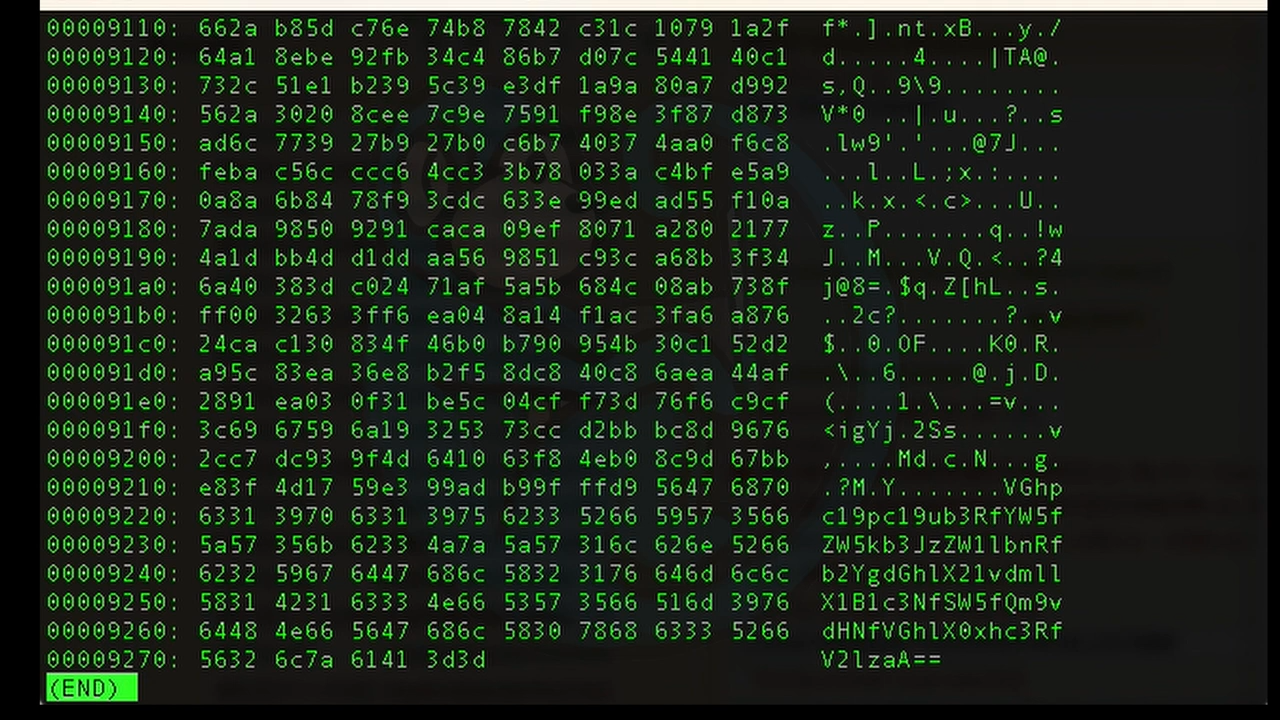 00009110: 662a b85d c76e 74b8 7842 c31c 1079 1a2f f*.].nt.xB...y./
00009120: 64a1 8ebe 92fb 34c4 86b7 d07c 5441 40c1 d.....4....|TA@.
00009130: 732c 51e1 b239 5c39 e3df 1a9a 80a7 d992 s,Q..9\9........
00009140: 562a 3020 8cee 7c9e 7591 f98e 3f87 d873 V*0 ..|.u...?..s
00009150: ad6c 7739 27b9 27b0 c6b7 4037 4aa0 f6c8 .lw9'.'...@7J...
00009160: feba c56c ccc6 4cc3 3b78 033a c4bf e5a9 ...l..L.;x.:....
00009170: 0a8a 6b84 78f9 3cdc 633e 99ed ad55 f10a ..k.x.<.c>...U..
00009180: 7ada 9850 9291 caca 09ef 8071 a280 2177 z..P.......q..!w
00009190: 4a1d bb4d d1dd aa56 9851 c93c a68b 3f34 J..M...V.Q.<..?4
000091a0: 6a40 383d c024 71af 5a5b 684c 08ab 738f j@8=.$q.Z[hL..s.
000091b0: ff00 3263 3ff6 ea04 8a14 f1ac 3fa6 a876 ..2c?.......?..v
000091c0: 24ca c130 834f 46b0 b790 954b 30c1 52d2 $..0.OF....K0.R.
000091d0: a95c 83ea 36e8 b2f5 8dc8 40c8 6aea 44af .\..6.....@.j.D.
000091e0: 2891 ea03 0f31 be5c 04cf f73d 76f6 c9cf (....1.\...=v...
000091f0: 3c69 6759 6a19 3253 73cc d2bb bc8d 9676 <igYj.2Ss......v
00009200: 2cc7 dc93 9f4d 6410 63f8 4eb0 8c9d 67bb ,....Md.c.N...g.
00009210: e83f 4d17 59e3 99ad b99f ffd9 5647 6870 .?M.Y.......VGhp
00009220: 6331 3970 6331 3975 6233 5266 5957 3566 c19pc19ub3RfYW5f
00009230: 5a57 356b 6233 4a7a 5a57 316c 626e 5266 ZW5kb3JzZW1lbnRf
00009240: 6232 5967 6447 686c 5832 3176 646d 6c6c b2YgdGhlX21vdmll
00009250: 5831 4231 6333 4e66 5357 3566 516d 3976 X1B1c3NfSW5fQm9v
00009260: 6448 4e66 5647 686c 5830 7868 6333 5266 dHNfVGhlX0xhc3Rf
00009270: 5632 6c7a 6141 3d3d V2lzaA==
(END)